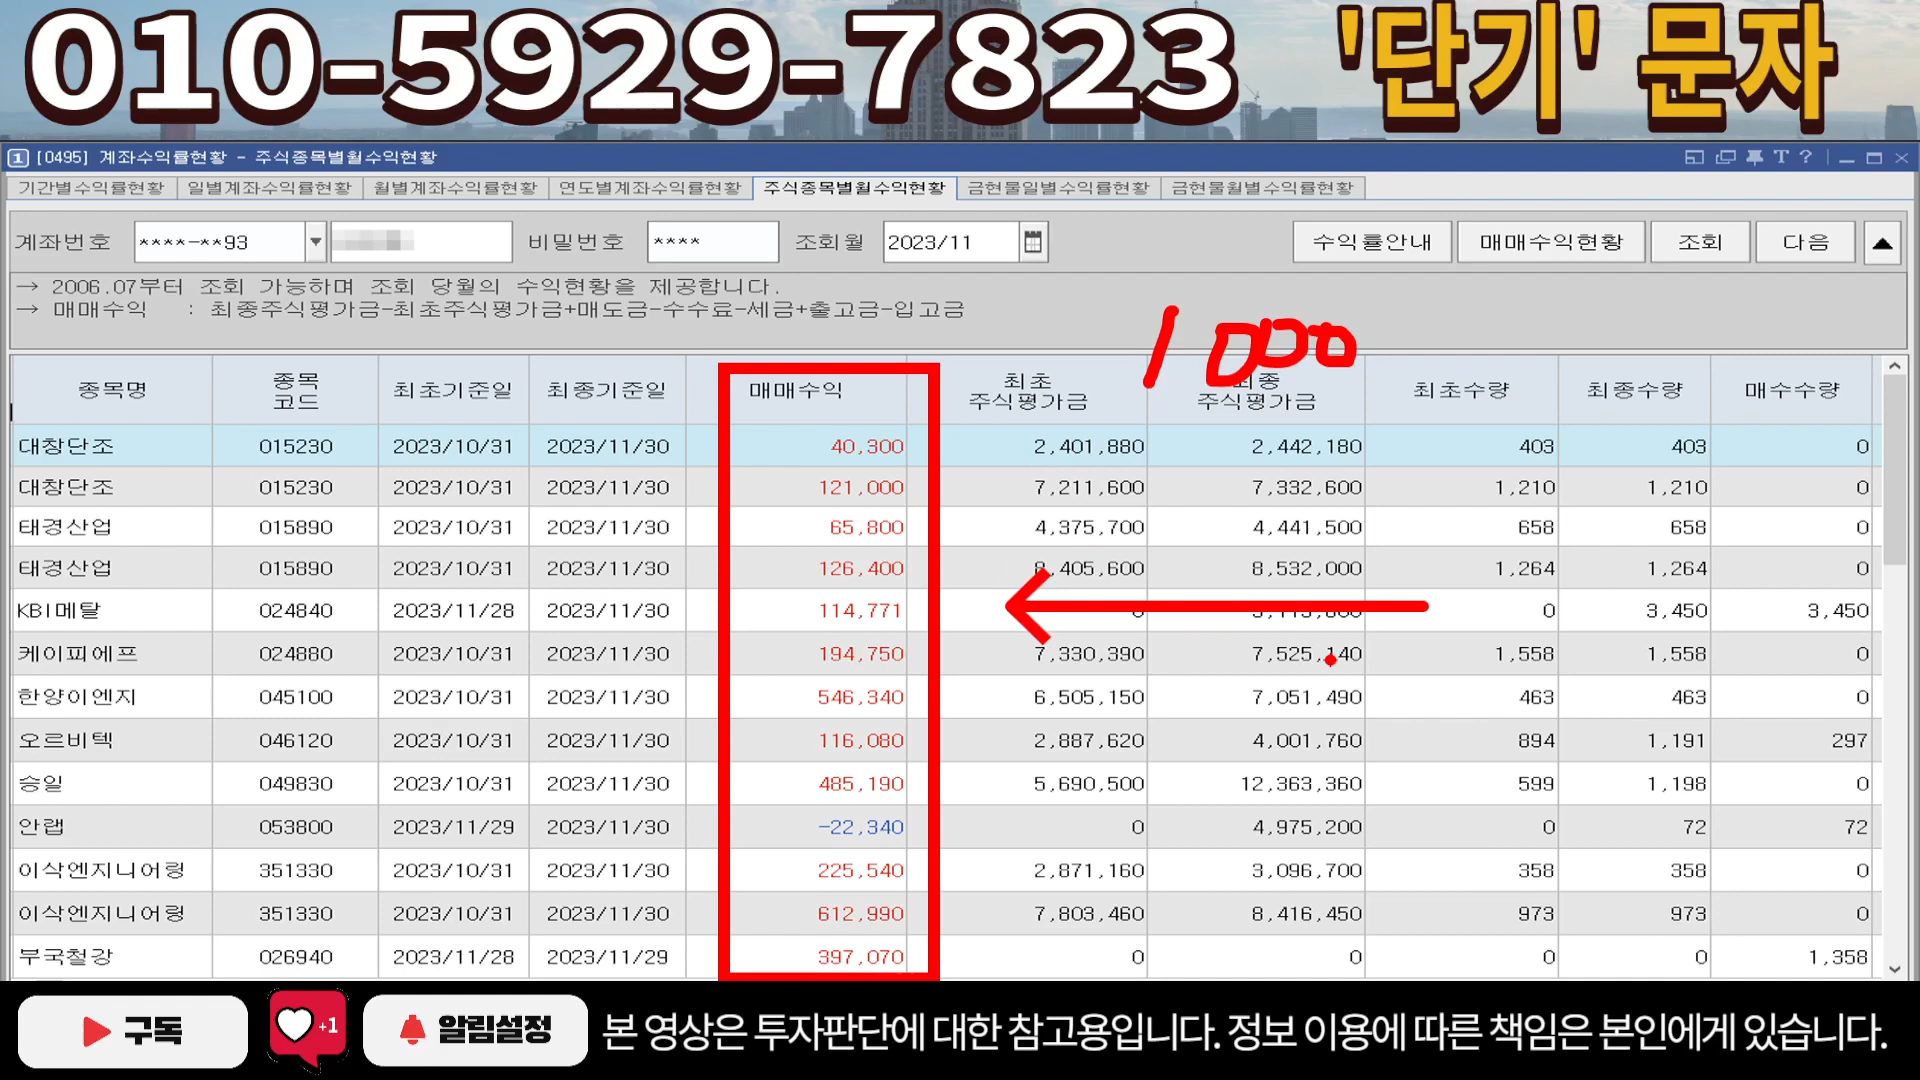 010-5929-7823 '단기' 문자
1 [0495] 계좌수익률현황 - 주식종목별월수익현황
기간별수익률현황 일별계좌수익률현황 월별계좌수익률현황 연도별계좌수익률현황 주식종목별월수익현황 금현물일별수익률현황 금현물월별수익률현황
계좌번호 ****-**93 비밀번호 **** 조회월 2023/11 수익률안내 매매수익현황 조회 다음
→ 2006.07부터 조회 가능하며 조회 당월의 수익현황을 제공합니다.
→ 매매수익 : 최종주식평가금-최초주식평가금+매도금-수수료-세금+출고금-입고금
1000
종목명 종목코드 최초기준일 최종기준일 매매수익 최초주식평가금 최종주식평가금 최초수량 최종수량 매수수량
대창단조 015230 2023/10/31 2023/11/30 40,300 2,401,880 2,442,180 403 403 0
대창단조 015230 2023/10/31 2023/11/30 121,000 7,211,600 7,332,600 1,210 1,210 0
태경산업 015890 2023/10/31 2023/11/30 65,800 4,375,700 4,441,500 658 658 0
태경산업 015890 2023/10/31 2023/11/30 126,400 8,405,600 8,532,000 1,264 1,264 0
KBI메탈 024840 2023/11/28 2023/11/30 114,771 0 0 3,450 3,450
케이피에프 024880 2023/10/31 2023/11/30 194,750 7,330,390 7,525,140 1,558 1,558 0
한양이엔지 045100 2023/10/31 2023/11/30 546,340 6,505,150 7,051,490 463 463 0
오르비텍 046120 2023/10/31 2023/11/30 116,080 2,887,620 4,001,760 894 1,191 297
승일 049830 2023/10/31 2023/11/30 485,190 5,690,500 12,363,360 599 1,198 0
안랩 053800 2023/11/29 2023/11/30 -22,340 0 4,975,200 0 72 72
이삭엔지니어링 351330 2023/10/31 2023/11/30 225,540 2,871,160 3,096,700 358 358 0
이삭엔지니어링 351330 2023/10/31 2023/11/30 612,990 7,803,460 8,416,450 973 973 0
부국철강 026940 2023/11/28 2023/11/29 397,070 0 0 0 0 1,358
구독 +1 알림설정 본 영상은 투자판단에 대한 참고용입니다. 정보 이용에 따른 책임은 본인에게 있습니다.